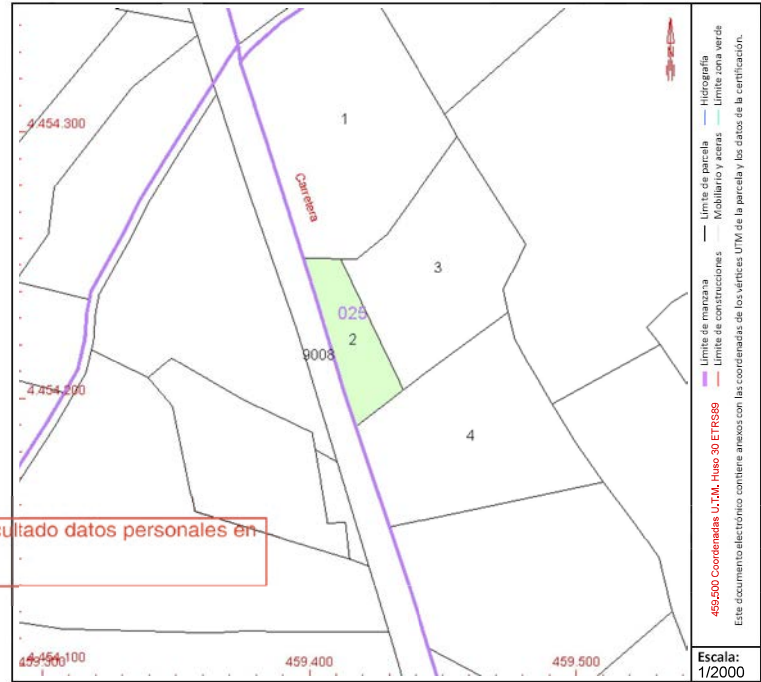 N
4.454.300
1
Carretera
3
025
2
9008
4.454.200
4
cultado datos personales en
4.454.100
459.300
459.400
459.500
Límite de manzana
Límite de parcela
Hidrografía
Límite de construcciones
Mobiliario y aceras
Límite zona verde
459.500 Coordenadas U.T.M. Huso 30 ETRS89
Este documento electrónico contiene anexos con las coordenadas de los vértices UTM de la parcela y los datos de la certificación.
Escala:
1/2000